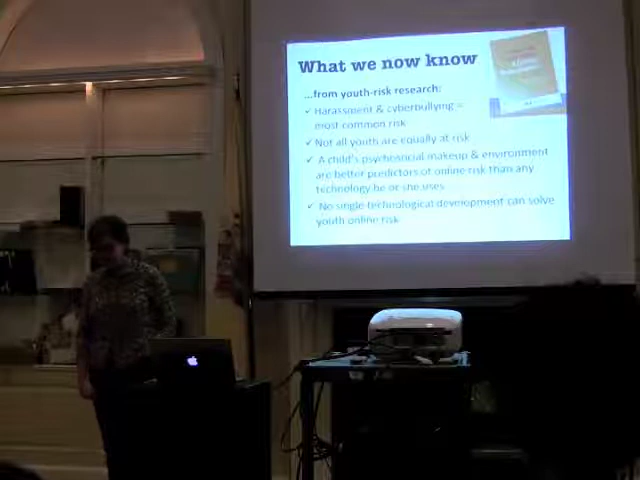 What we now know
...from youth-risk research:
✓ Harassment & cyberbullying =
most common risk
✓ Not all youth are equally at risk
✓ A child's psychosocial makeup & environment
are better predictors of online risk than any
technology he or she uses
✓ No single technological development can solve
youth online risk